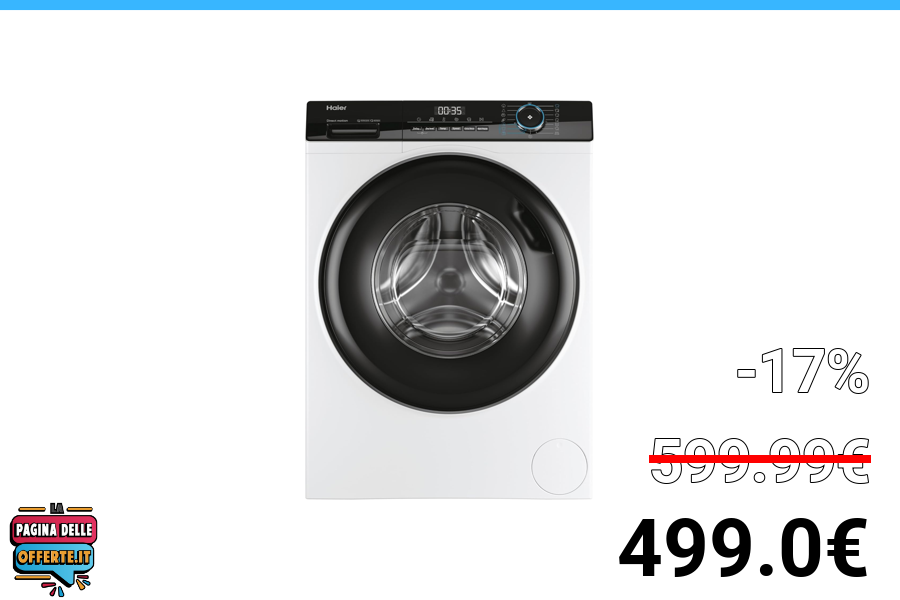 Haier
00:35
-17%
599.99€
499.0€
LA
PAGINA DELLE
OFFERTE.IT